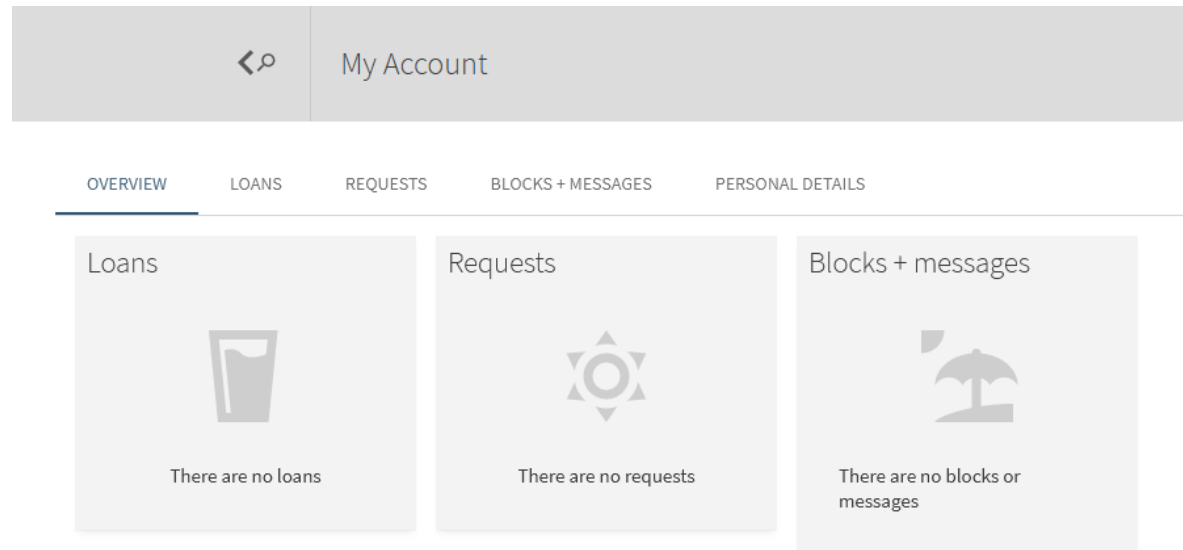 My Account
OVERVIEW LOANS REQUESTS BLOCKS + MESSAGES PERSONAL DETAILS
Loans
There are no loans
Requests
There are no requests
Blocks + messages
There are no blocks or
messages